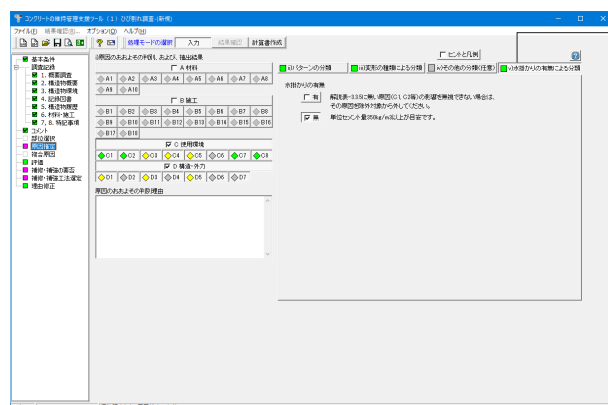 コンクリートの維持管理支援ツール (1) ひび割れ調査-(新規)
ファイル(F) 結果確認(R)... オプション(O) ヘルプ(H)
処理モードの選択 入力 結果確認 計算書作成
基本条件
調査記録
1. 概要調査
2. 構造物概要
3. 構造物環境
4. 記録図書
5. 構造物履歴
6. 材料・施工
7, 8. 特記事項
コメント
部位選択
原因推定
複合原因
評価
補修・補強の要否
補修・補強工法選定
理由修正
原因のおおよその判別、および、抽出結果
A 材料
A1 A2 A3 A4 A5 A6 A7 A8
A9 A10
B 施工
B1 B2 B3 B4 B5 B6 B7 B8
B9 B10 B11 B12 B13 B14 B15 B16
B17 B18
C 使用環境
C1 C2 C3 C4 C5 C6 C7 C8
D 構造・外力
D1 D2 D3 D4 D5 D6 D7
原因のおおよその判別理由
ヒントと凡例
ii)パターンの分類 iii)変形の種類による分類 iv)その他の分類(任意) v)水掛かりの有無による分類
水掛かりの有無
有 解説表-3.3.5に無い原因(C1, C2等)の影響を無視できない場合は、
その原因を除外対象から外してください。
無 単位セメント量350kg/m3以上が目安です。